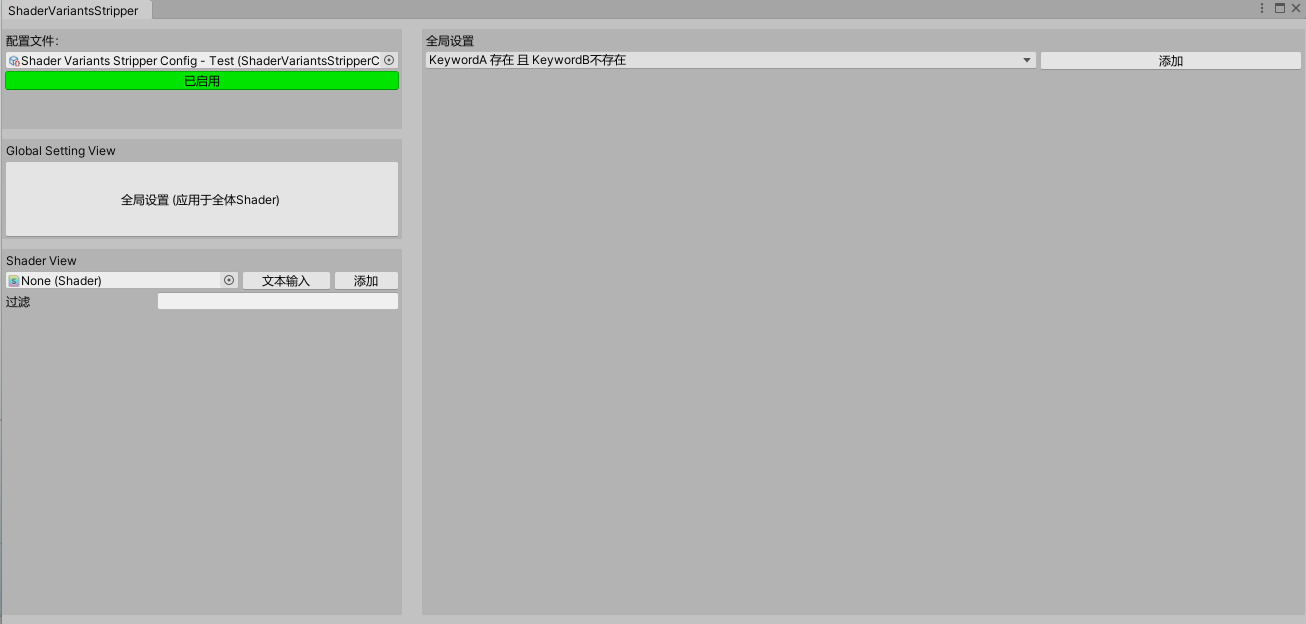 ShaderVariantsStripper
配置文件:
Shader Variants Stripper Config - Test (ShaderVariantsStripperC
已启用
Global Setting View
全局设置 (应用于全体Shader)
Shader View
None (Shader)
文本输入
添加
过滤
全局设置
KeywordA 存在 且 KeywordB不存在
添加